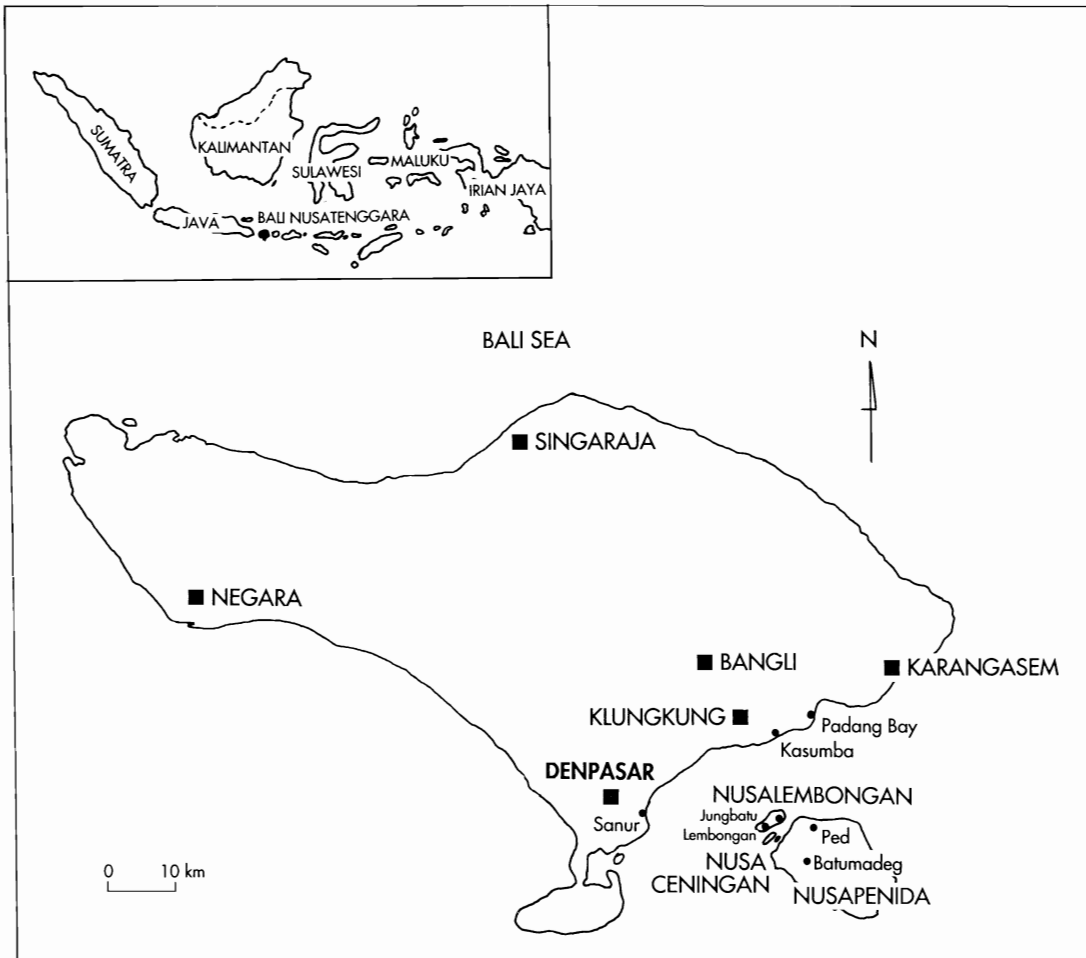 SUMATRA
KALIMANTAN
SULAWESI
MALUKU
IRIAN JAYA
JAVA
BALI NUSATENGGARA
BALI SEA
N
SINGARAJA
NEGARA
BANGLI
KARANGASEM
KLUNGKUNG
Padang Bay
Kasumba
DENPASAR
Sanur
NUSALEMBONGAN
Jungbatu
Lembongan
Ped
NUSA
CENINGAN
Batumadeg
NUSAPENIDA
0 10 km